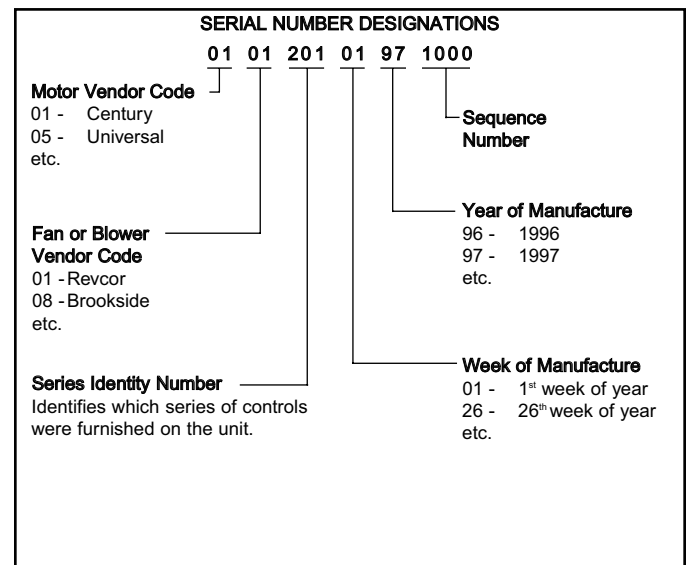 SERIAL NUMBER DESIGNATIONS
01 01 201 01 97 1000
Motor Vendor Code
01 - Century
05 - Universal
etc.
Sequence
Number
Fan or Blower
Vendor Code
01 - Revcor
08 - Brookside
etc.
Year of Manufacture
96 - 1996
97 - 1997
etc.
Series Identity Number
Identifies which series of controls
were furnished on the unit.
Week of Manufacture
01 - 1st week of year
26 - 26th week of year
etc.